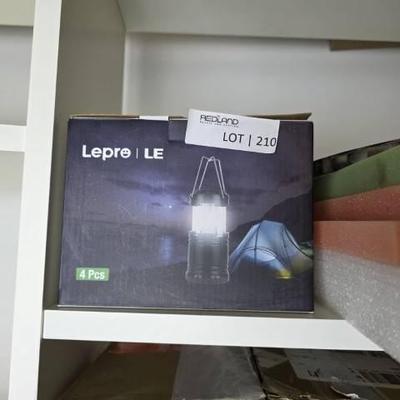 REDLAND
LOT | 210
Lepro | LE
4 Pcs